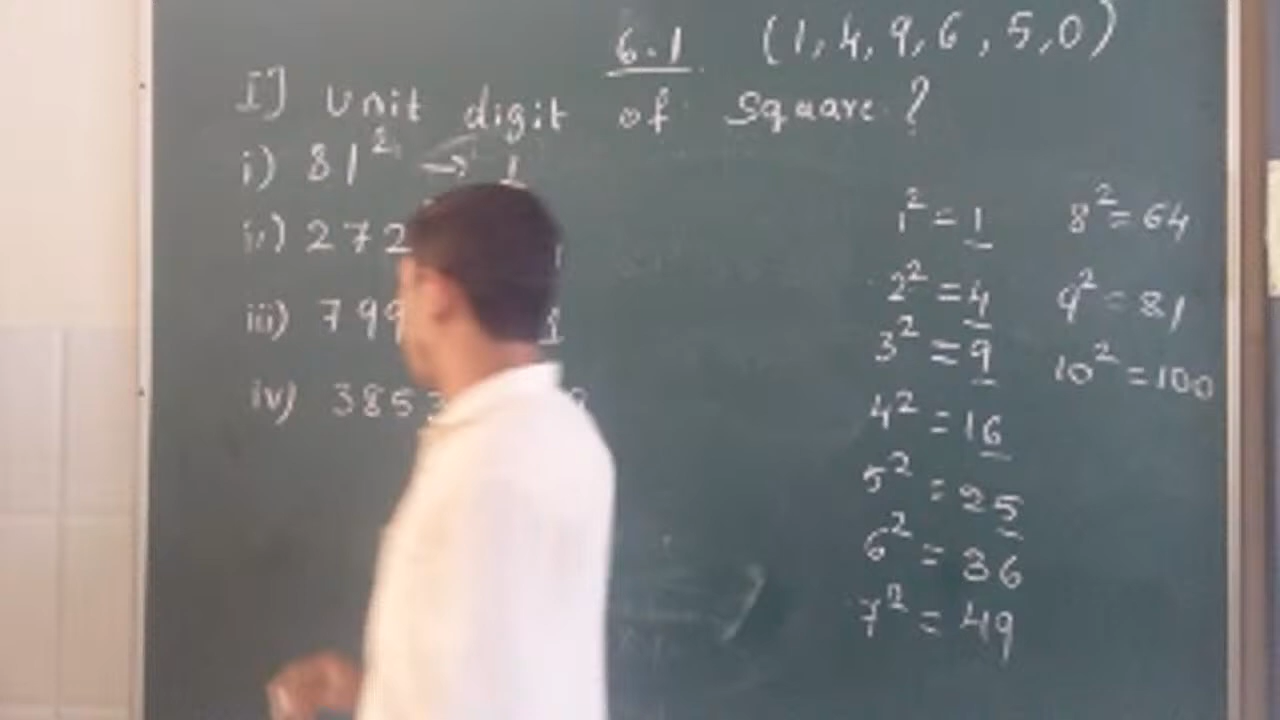 6.1 (1, 4, 9, 6, 5, 0)
I] Unit digit of square ?
i) 81² → 1
ii) 272
iii) 799 1
iv) 3853
1² = 1
2² = 4
3² = 9
4² = 16
5² = 25
6² = 36
7² = 49
8² = 64
9² = 81
10² = 100